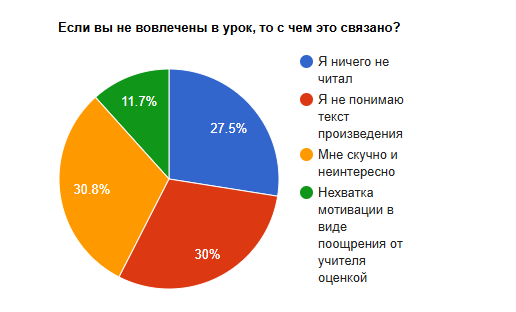 Если вы не вовлечены в урок, то с чем это связано?
11.7%
27.5%
30.8%
30%
Я ничего не
читал
Я не понимаю
текст
произведения
Мне скучно и
неинтересно
Нехватка
мотивации в
виде
поощрения от
учителя
оценкой